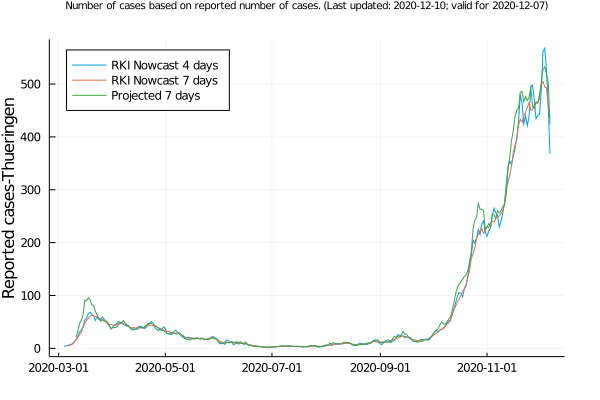 Number of cases based on reported number of cases. (Last updated: 2020-12-10; valid for 2020-12-07)
RKI Nowcast 4 days
RKI Nowcast 7 days
Projected 7 days
Reported cases-Thueringen
500
400
300
200
100
0
2020-03-01
2020-05-01
2020-07-01
2020-09-01
2020-11-01